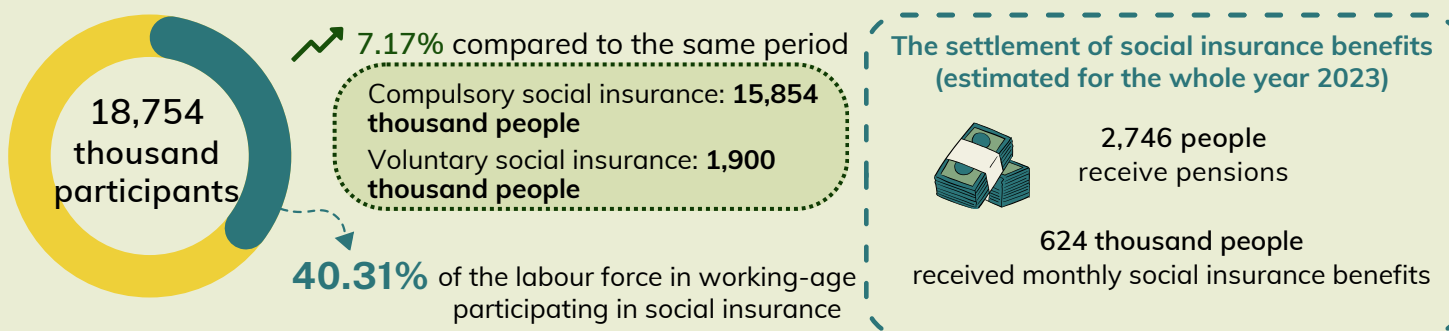 18,754
thousand
participants
7.17% compared to the same period
Compulsory social insurance: 15,854
thousand people
Voluntary social insurance: 1,900
thousand people
40.31% of the labour force in working-age
participating in social insurance
The settlement of social insurance benefits
(estimated for the whole year 2023)
2,746 people
receive pensions
624 thousand people
received monthly social insurance benefits